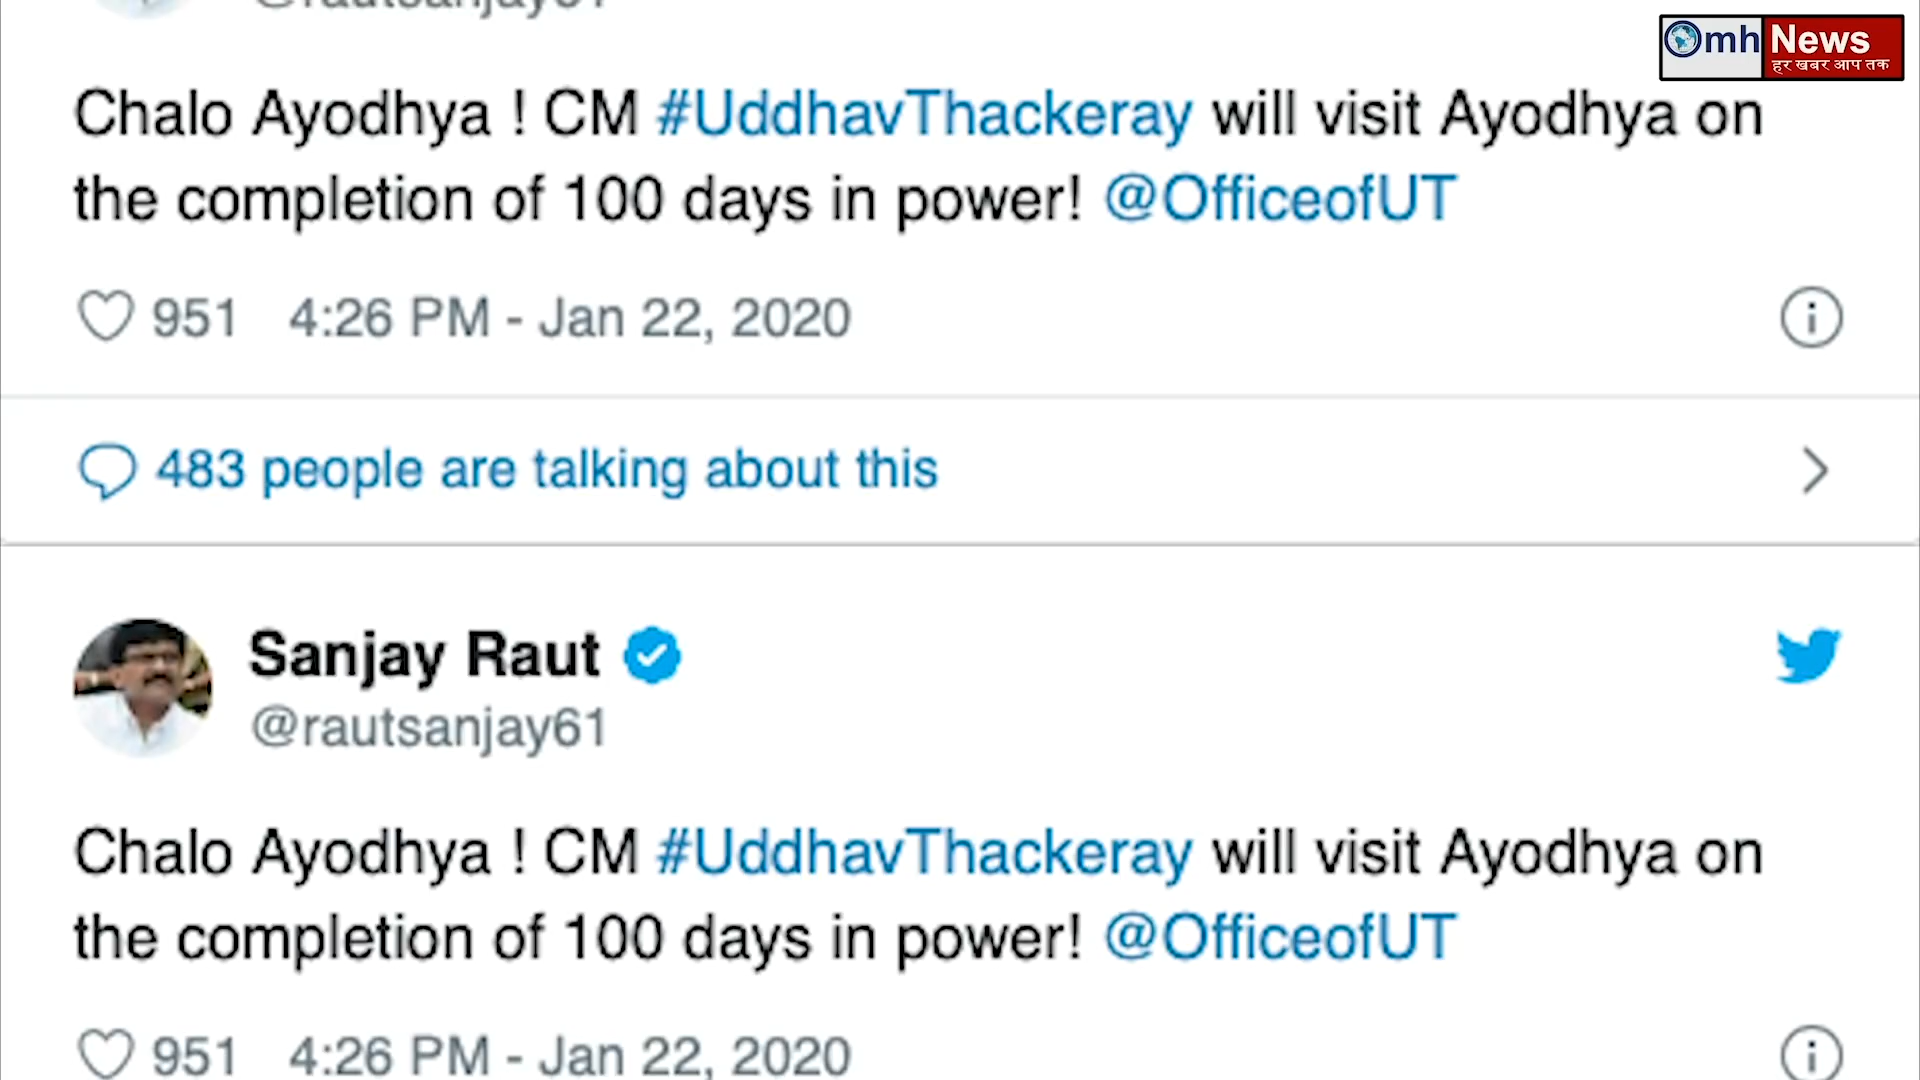 @rautsanjay61
mh News
हर खबर आप तक
Chalo Ayodhya ! CM #UddhavThackeray will visit Ayodhya on
the completion of 100 days in power! @OfficeofUT
951 4:26 PM - Jan 22, 2020
483 people are talking about this
Sanjay Raut
@rautsanjay61
Chalo Ayodhya ! CM #UddhavThackeray will visit Ayodhya on
the completion of 100 days in power! @OfficeofUT
951 4:26 PM - Jan 22, 2020